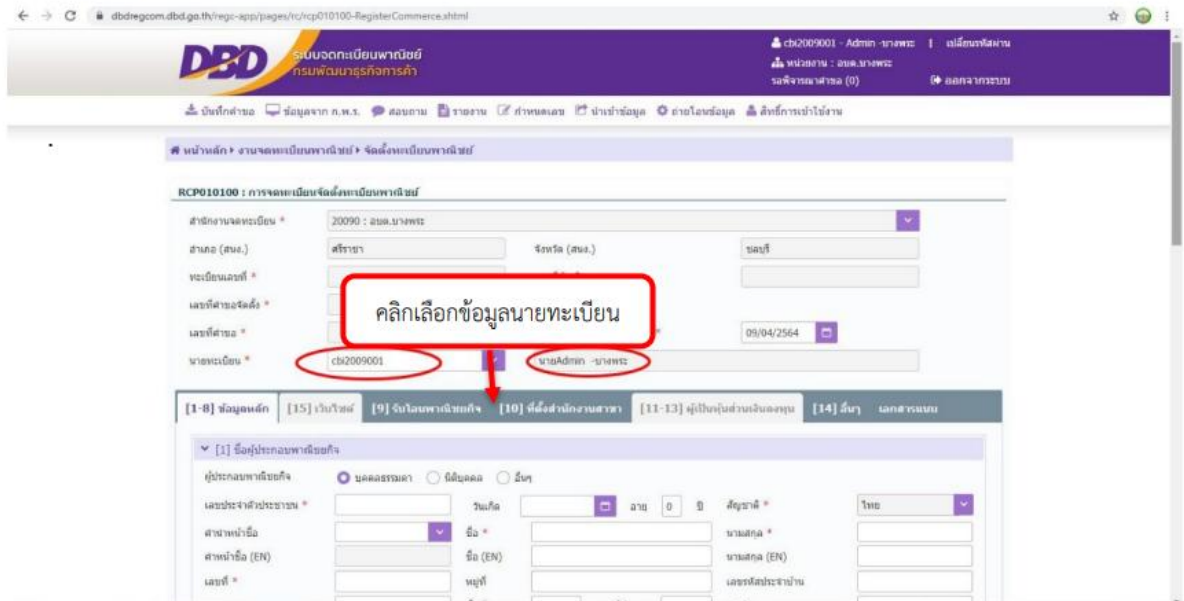 dbdregcom.dbd.go.th/regc-app/pages/rc/rcp010100-RegisterCommerce.xhtml
DBD ระบบจดทะเบียนพาณิชย์
กรมพัฒนาธุรกิจการค้า
cbi2009001 - Admin -บางพระ | เปลี่ยนรหัสผ่าน
หน่วยงาน : อบต.บางพระ
รอพิจารณาคำขอ (0) ออกจากระบบ
บันทึกคำขอ ข้อมูลจาก ก.พ.ร. สอบถาม รายงาน กำหนดเลข นำเข้าข้อมูล ถ่ายโอนข้อมูล สิทธิ์การเข้าใช้งาน
หน้าหลัก งานจดทะเบียนพาณิชย์ จัดตั้งทะเบียนพาณิชย์
RCP010100 : การจดทะเบียนจัดตั้งทะเบียนพาณิชย์
สำนักงานจดทะเบียน * 20090 : อบต.บางพระ
อำเภอ (สนง.) ศรีราชา จังหวัด (สนง.) ชลบุรี
ทะเบียนเลขที่ *
เลขที่คำขอจัดตั้ง *
คลิกเลือกข้อมูลนายทะเบียน
เลขที่คำขอ * * 09/04/2564
นายทะเบียน * cbi2009001 นายAdmin -บางพระ
[1-8] ข้อมูลหลัก [15] เว็บไซต์ [9] รับโอนพาณิชยกิจ [10] ที่ตั้งสำนักงานสาขา [11-13] ผู้เป็นหุ้นส่วนเงินลงทุน [14] อื่นๆ เอกสารแนบ
[1] ชื่อผู้ประกอบพาณิชยกิจ
ผู้ประกอบพาณิชยกิจ บุคคลธรรมดา นิติบุคคล อื่นๆ
เลขประจำตัวประชาชน * วันเกิด อายุ 0 ปี สัญชาติ * ไทย
คำนำหน้าชื่อ ชื่อ * นามสกุล *
คำหน้าชื่อ (EN) ชื่อ (EN) นามสกุล (EN)
เลขที่ * หมู่ที่ เลขรหัสประจำบ้าน